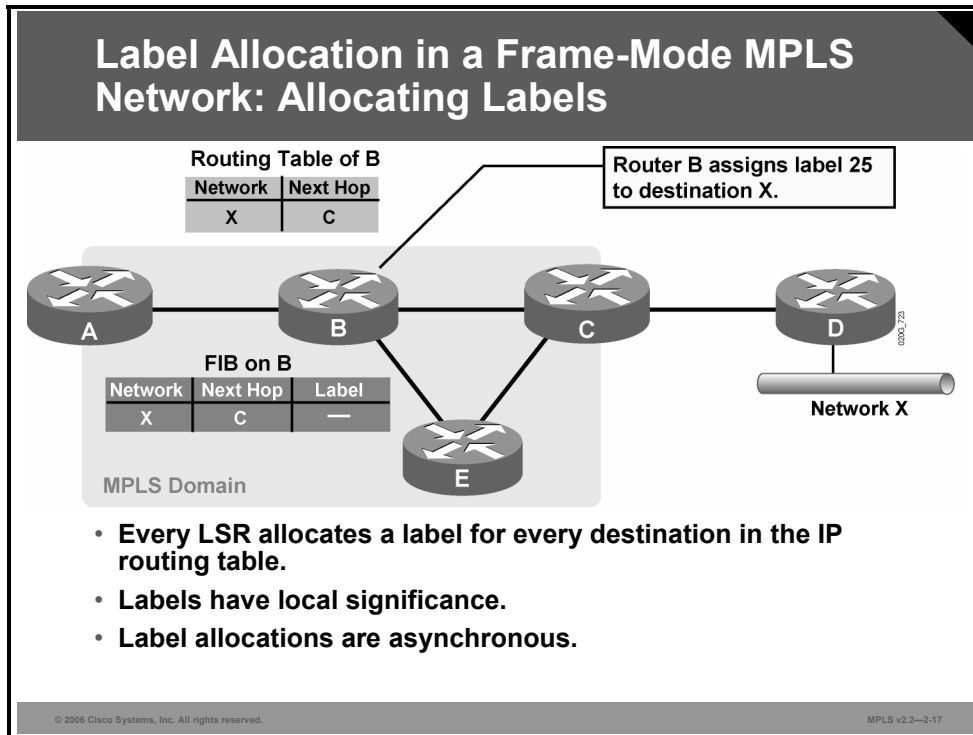 Label Allocation in a Frame-Mode MPLS
Network: Allocating Labels
Routing Table of B
Network Next Hop
X C
Router B assigns label 25
to destination X.
A
B
C
D
020G_723
FIB on B
Network Next Hop Label
X C —
Network X
E
MPLS Domain
• Every LSR allocates a label for every destination in the IP
routing table.
• Labels have local significance.
• Label allocations are asynchronous.
© 2006 Cisco Systems, Inc. All rights reserved.
MPLS v2.2—2-17